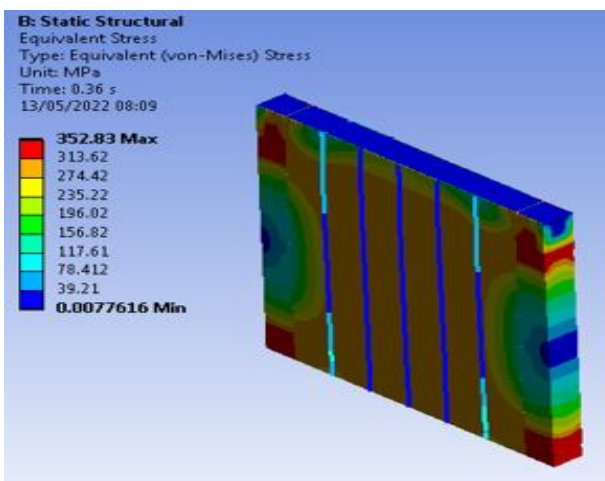 B: Static Structural
Equivalent Stress
Type: Equivalent (von-Mises) Stress
Unit: MPa
Time: 0.36 s
13/05/2022 08:09
352.83 Max
313.62
274.42
235.22
196.02
156.82
117.61
78.412
39.21
0.0077616 Min